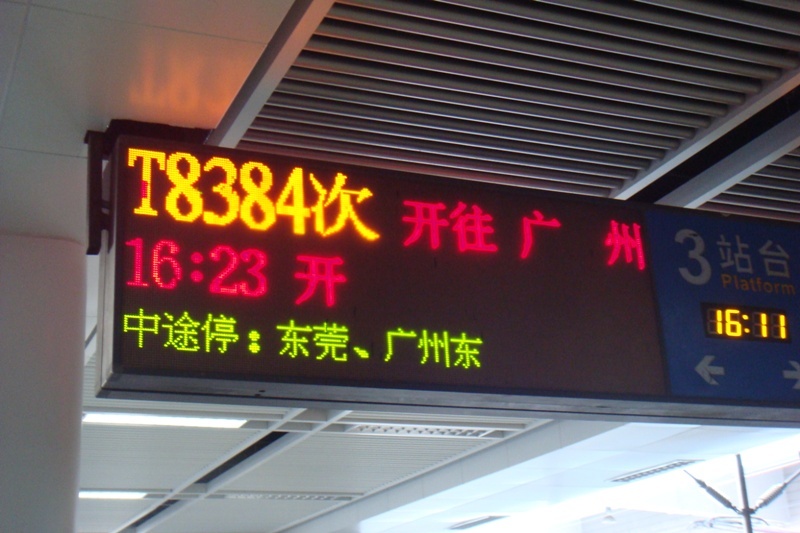 T8384次 开往 广 州
16:23 开
中途停：东莞、广州东
3 站台
Platform
16:11